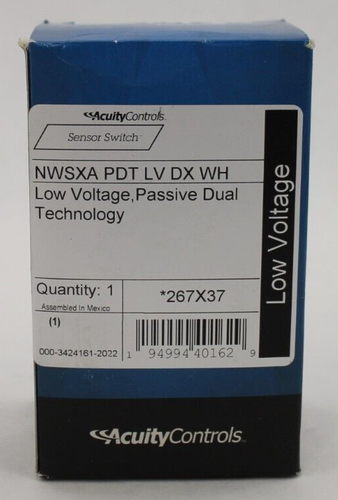 AcuityControls
Sensor Switch
NWSXA PDT LV DX WH
Low Voltage,Passive Dual
Technology
Low Voltage
Quantity: 1
Assembled In Mexico
*267X37
(1)
000-3424161-2022
1 94994 40162 9
AcuityControls